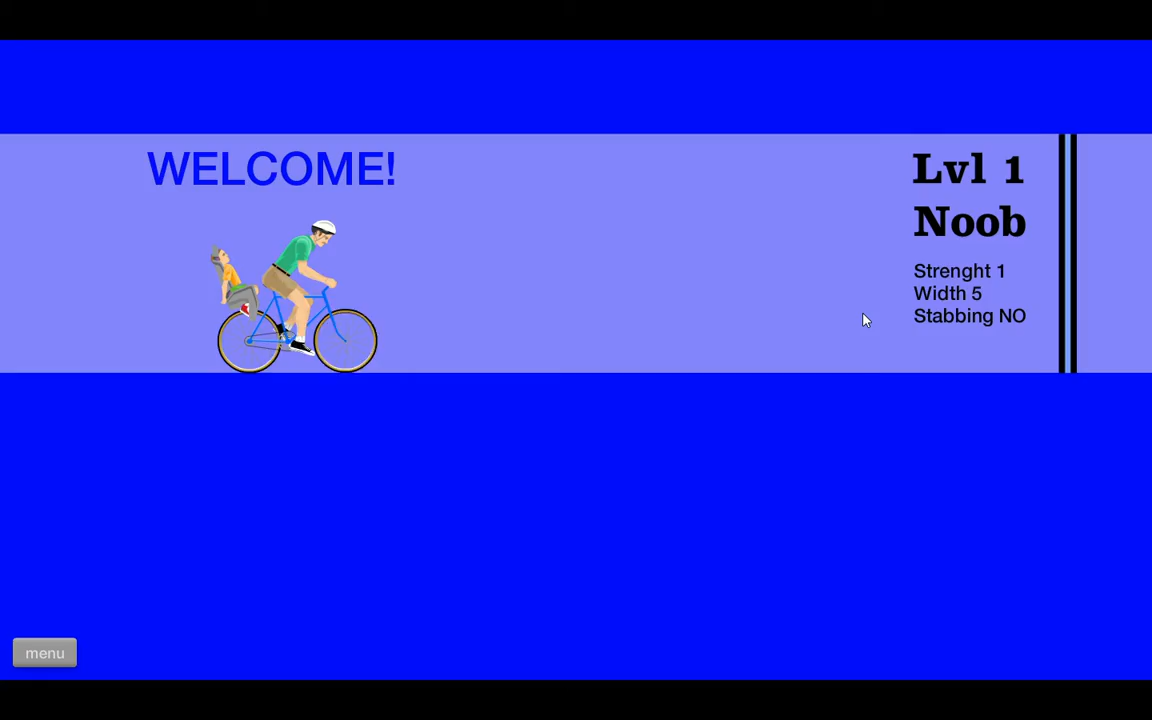 WELCOME!
Lvl 1
Noob
Strenght 1
Width 5
Stabbing NO
menu